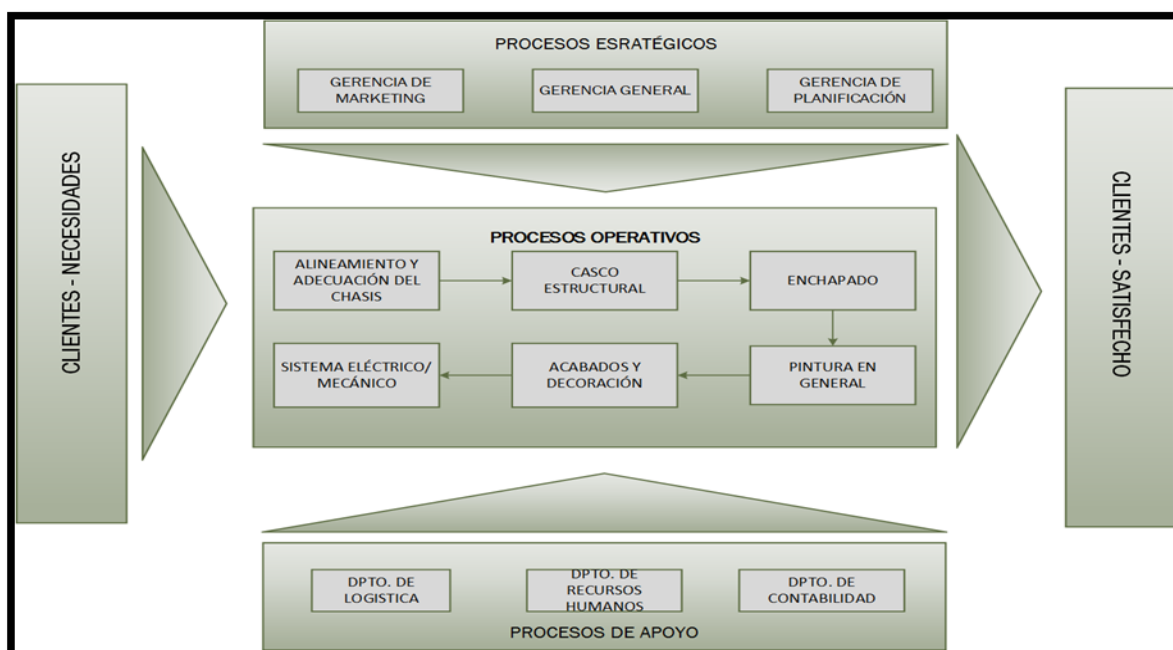 PROCESOS ESRATÉGICOS
GERENCIA DE
MARKETING
GERENCIA GENERAL
GERENCIA DE
PLANIFICACIÓN
CLIENTES - NECESIDADES
PROCESOS OPERATIVOS
ALINEAMIENTO Y
ADECUACIÓN DEL
CHASIS
CASCO
ESTRUCTURAL
ENCHAPADO
SISTEMA ELÉCTRICO/
MECÁNICO
ACABADOS Y
DECORACIÓN
PINTURA EN
GENERAL
CLIENTES - SATISFECHO
DPTO. DE
LOGISTICA
DPTO. DE
RECURSOS
HUMANOS
DPTO. DE
CONTABILIDAD
PROCESOS DE APOYO